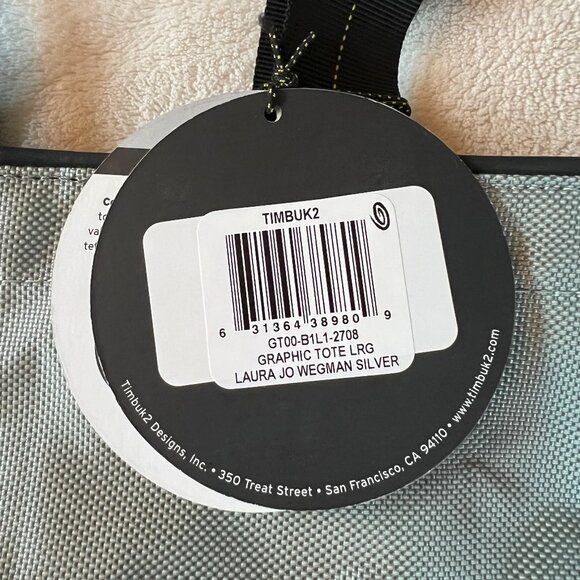 TIMBUK2
6 31364 38980 9
GT00-B1L1-2708
GRAPHIC TOTE LRG
LAURA JO WEGMAN SILVER
Timbuk2 Designs, Inc. • 350 Treat Street • San Francisco, CA 94110 • www.timbuk2.com